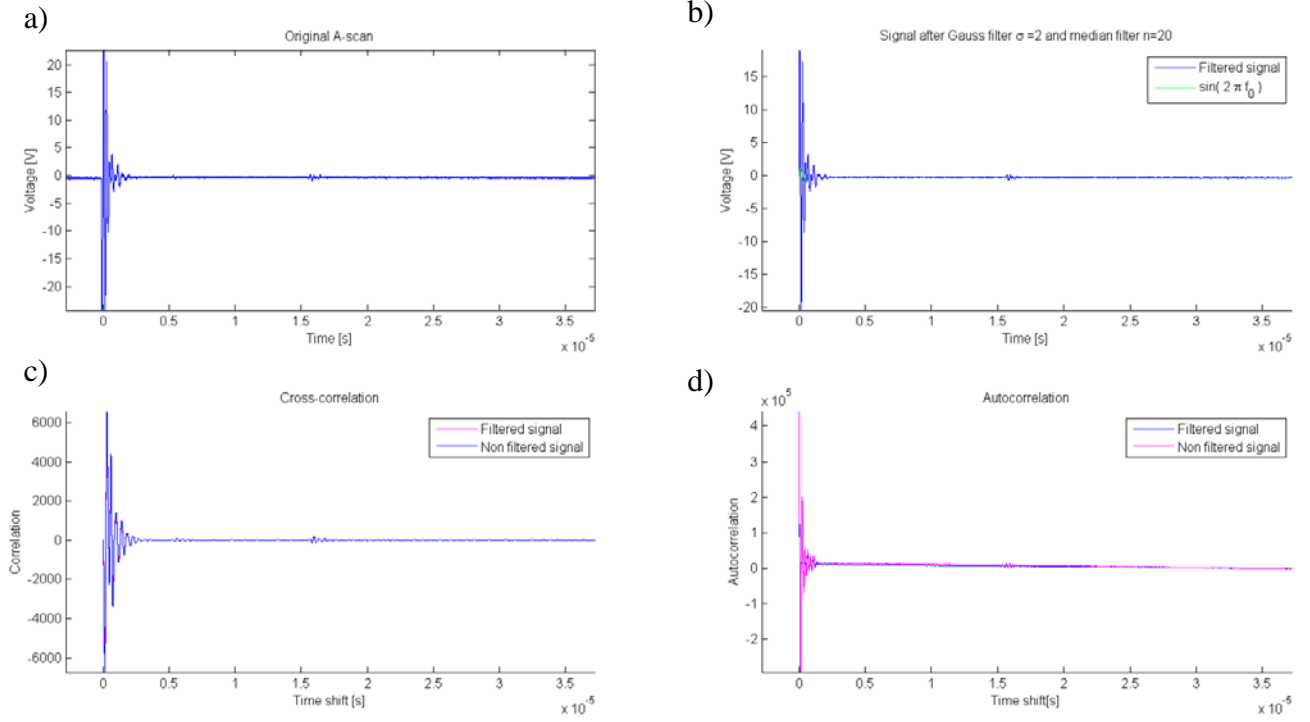 a)
Original A-scan
20
15
10
5
0
-5
-10
-15
-20
Voltage [V]
0 0.5 1 1.5 2 2.5 3 3.5
Time [s]
x 10⁻⁵
b)
Signal after Gauss filter σ =2 and median filter n=20
Filtered signal
sin( 2 π f₀ )
15
10
5
0
-5
-10
-15
-20
Voltage [V]
0 0.5 1 1.5 2 2.5 3 3.5
Time [s]
x 10⁻⁵
c)
Cross-correlation
Filtered signal
Non filtered signal
6000
4000
2000
0
-2000
-4000
-6000
Correlation
0 0.5 1 1.5 2 2.5 3 3.5
Time shift [s]
x 10⁻⁵
d)
Autocorrelation
x 10⁵
Filtered signal
Non filtered signal
4
3
2
1
0
-1
-2
Autocorrelation
0 0.5 1 1.5 2 2.5 3 3.5
Time shift[s]
x 10⁻⁵